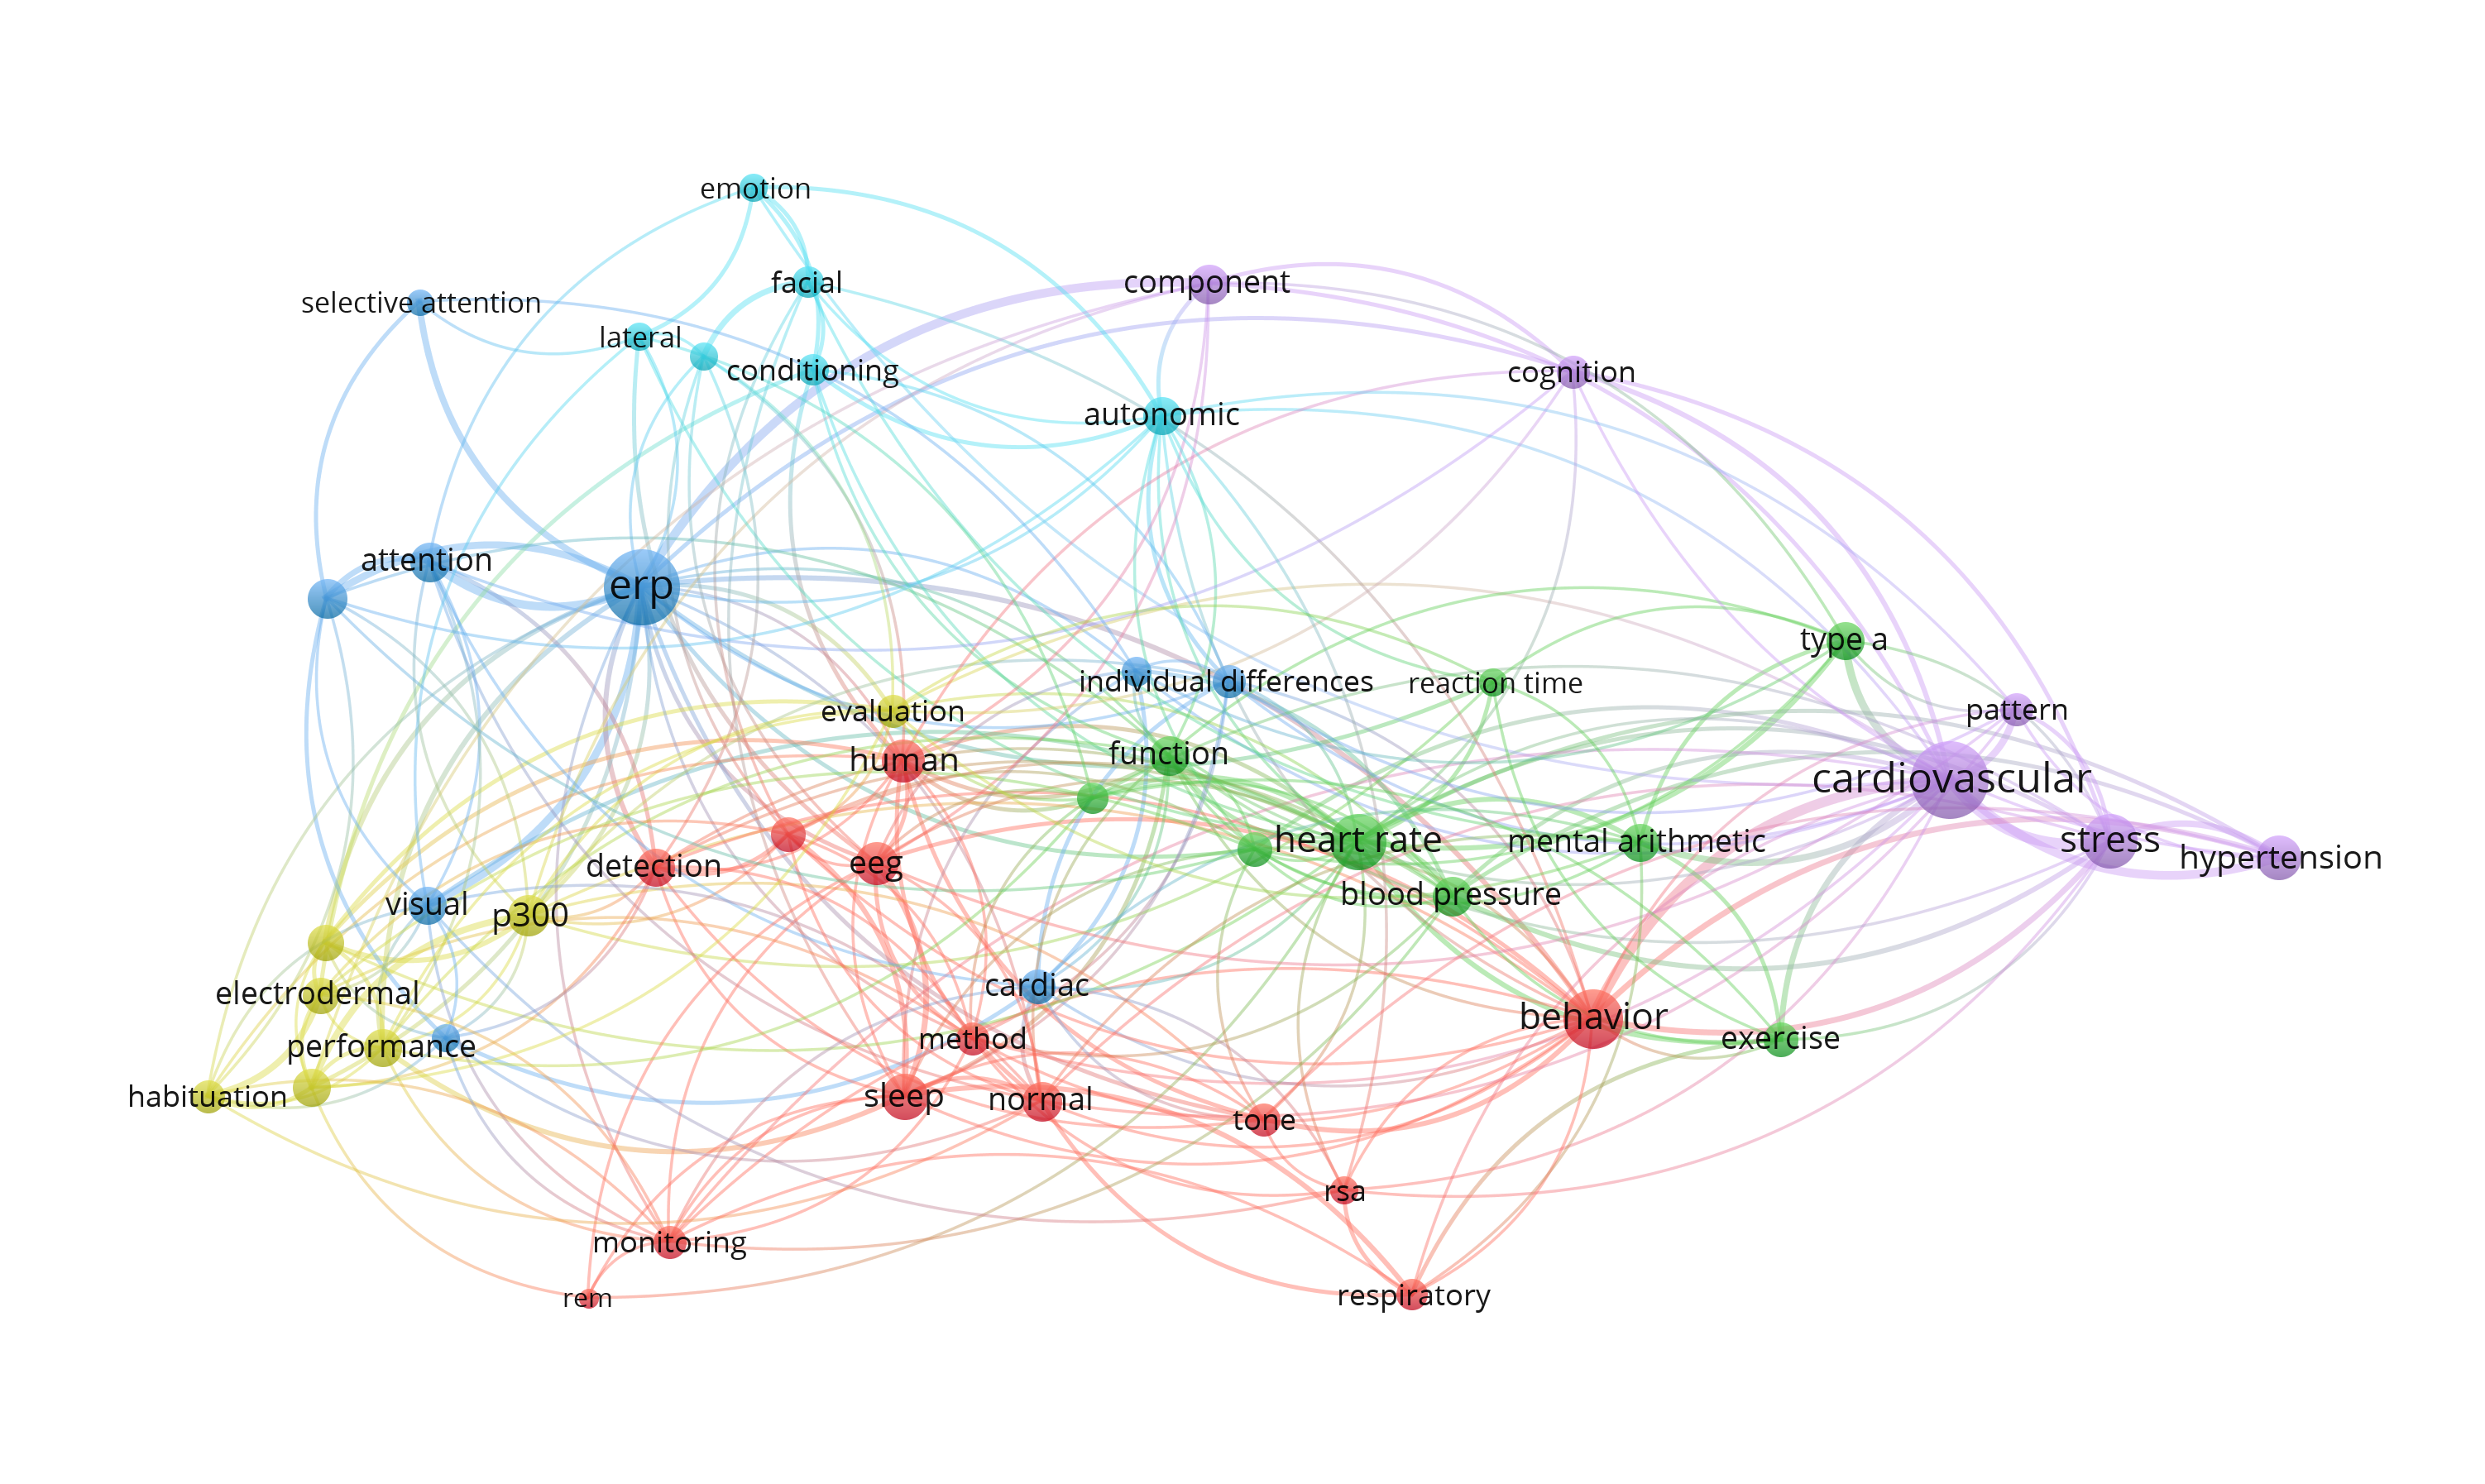 emotion
facial
component
selective attention
lateral
conditioning
cognition
autonomic
attention
erp
type a
individual differences
reaction time
evaluation
pattern
human
function
cardiovascular
heart rate
mental arithmetic
stress
hypertension
detection
eeg
blood pressure
visual
p300
electrodermal
cardiac
behavior
performance
method
exercise
habituation
sleep
normal
tone
rsa
monitoring
rem
respiratory